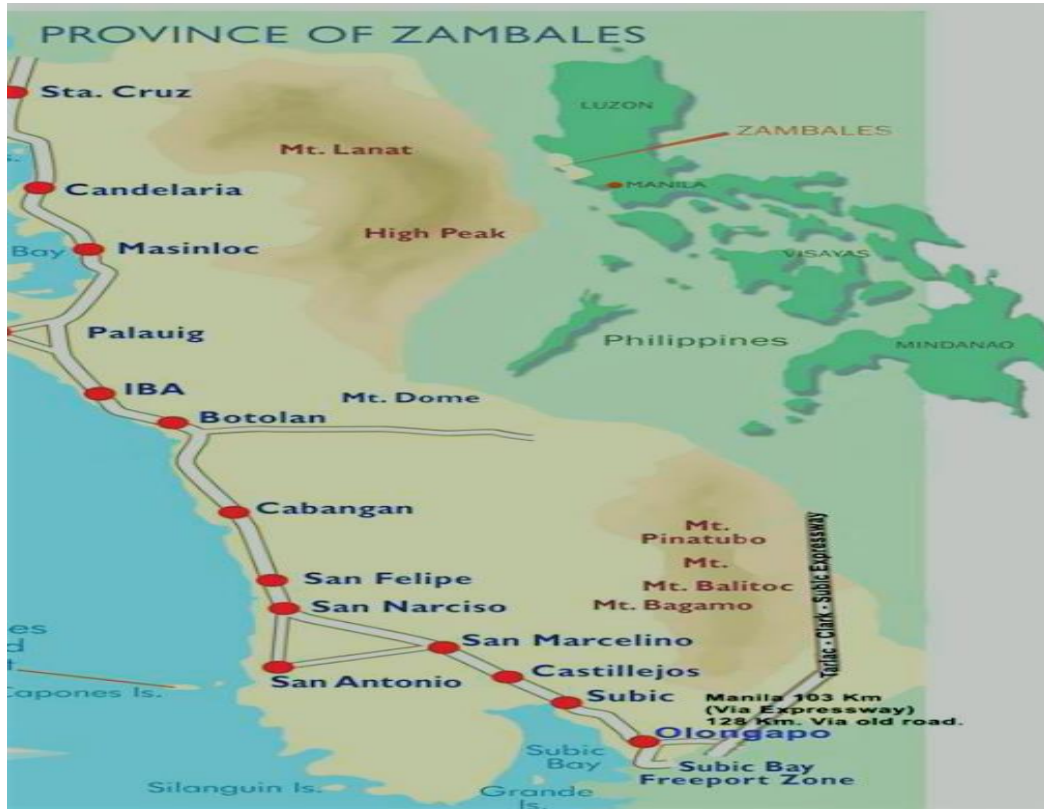 PROVINCE OF ZAMBALES
Sta. Cruz
LUZON
ZAMBALES
Mt. Lanat
Is.
Candelaria
MANILA
High Peak
Bay
Masinloc
VISAYAS
Palauig
Philippines
MINDANAO
IBA
Mt. Dome
Botolan
Cabangan
Mt.
Pinatubo
Mt.
Mt. Balitoc
Mt. Bagamo
Tarlac - Clark - Subic Expressway
San Felipe
San Narciso
San Marcelino
San Antonio
Castillejos
Capones Is.
Subic
Manila 103 Km
(Via Expressway)
128 Km. Via old road.
Olongapo
Subic
Bay
Subic Bay
Freeport Zone
Silanguin Is.
Grande
Is.